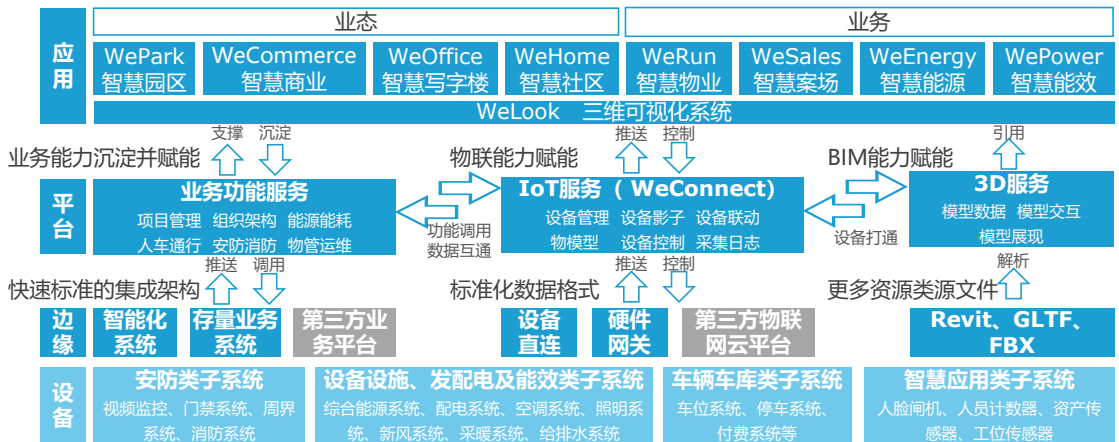 业态
业务
应
用
WePark
智慧园区
WeCommerce
智慧商业
WeOffice
智慧写字楼
WeHome
智慧社区
WeRun
智慧物业
WeSales
智慧案场
WeEnergy
智慧能源
WePower
智慧能效
WeLook 三维可视化系统
支撑 沉淀
推送 控制
引用
业务能力沉淀并赋能
物联能力赋能
BIM能力赋能
平
台
业务功能服务
项目管理 组织架构 能源能耗
人车通行 安防消防 物管运维
功能调用
数据互通
IoT服务（ WeConnect）
设备管理 设备影子 设备联动
物模型 设备控制 采集日志
设备打通
3D服务
模型数据 模型交互
模型展现
推送 调用
推送 控制
解析
快速标准的集成架构
标准化数据格式
更多资源类源文件
边
缘
智能化
系统
存量业务
系统
第三方业
务平台
设备
直连
硬件
网关
第三方物联
网云平台
Revit、GLTF、
FBX
设
备
安防类子系统
视频监控、门禁系统、周界
系统、消防系统
设备设施、发配电及能效类子系统
综合能源系统、配电系统、空调系统、照明系
统、新风系统、采暖系统、给排水系统
车辆车库类子系统
车位系统、停车系统、
付费系统等
智慧应用类子系统
人脸闸机、人员计数器、资产传
感器、工位传感器